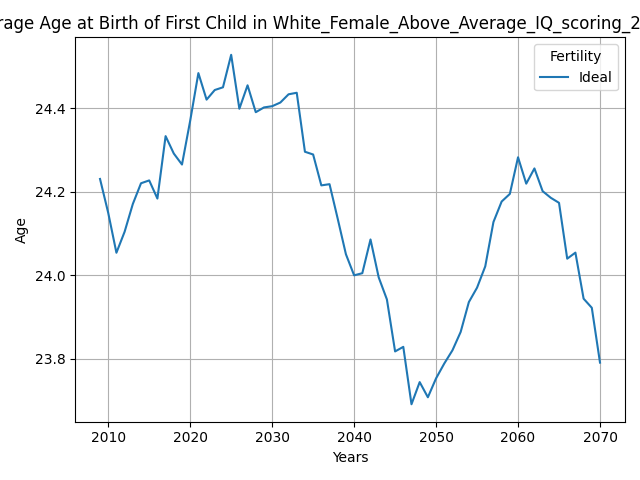 rage Age at Birth of First Child in White_Female_Above_Average_IQ_scoring_2
Fertility
Ideal
Age
24.4
24.2
24.0
23.8
2010 2020 2030 2040 2050 2060 2070
Years